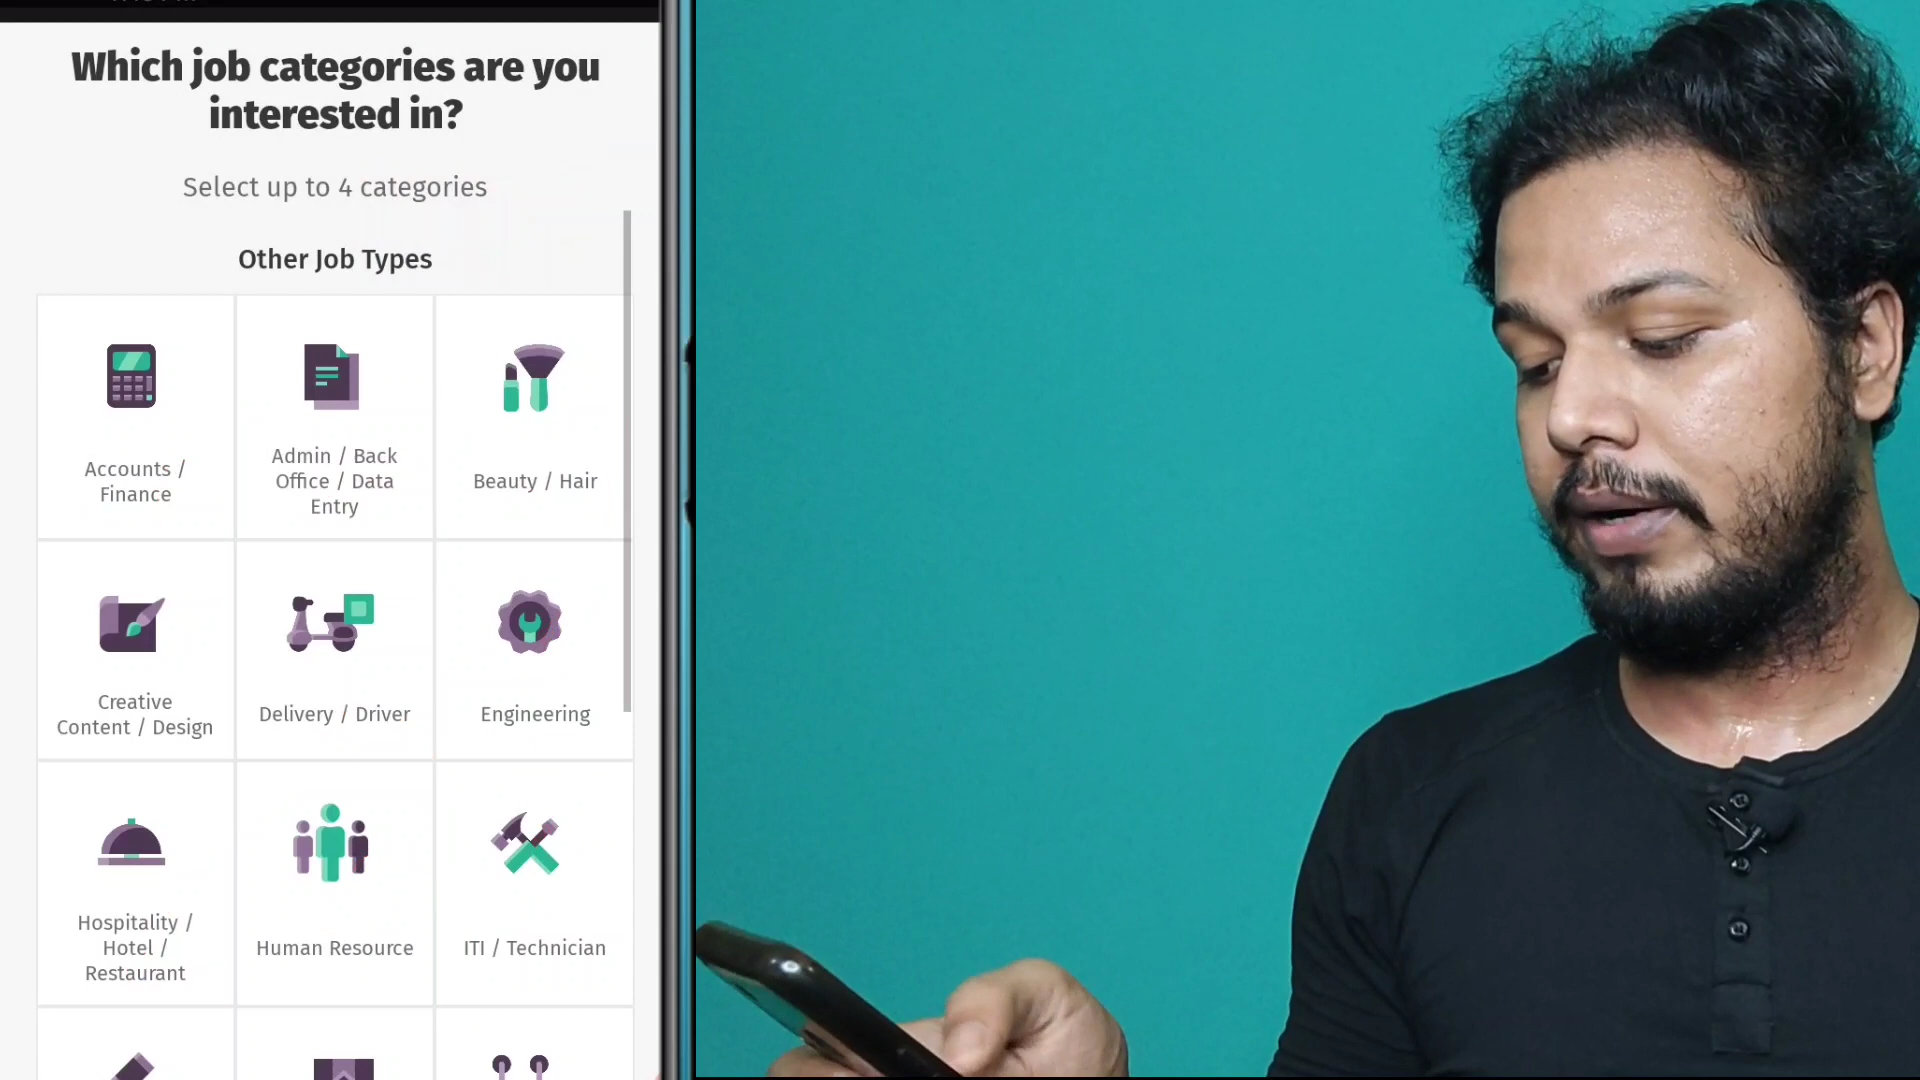 Which job categories are you
interested in?
Select up to 4 categories
Other Job Types
Accounts /
Finance
Admin / Back
Office / Data
Entry
Beauty / Hair
Creative
Content / Design
Delivery / Driver
Engineering
Hospitality /
Hotel /
Restaurant
Human Resource
ITI / Technician